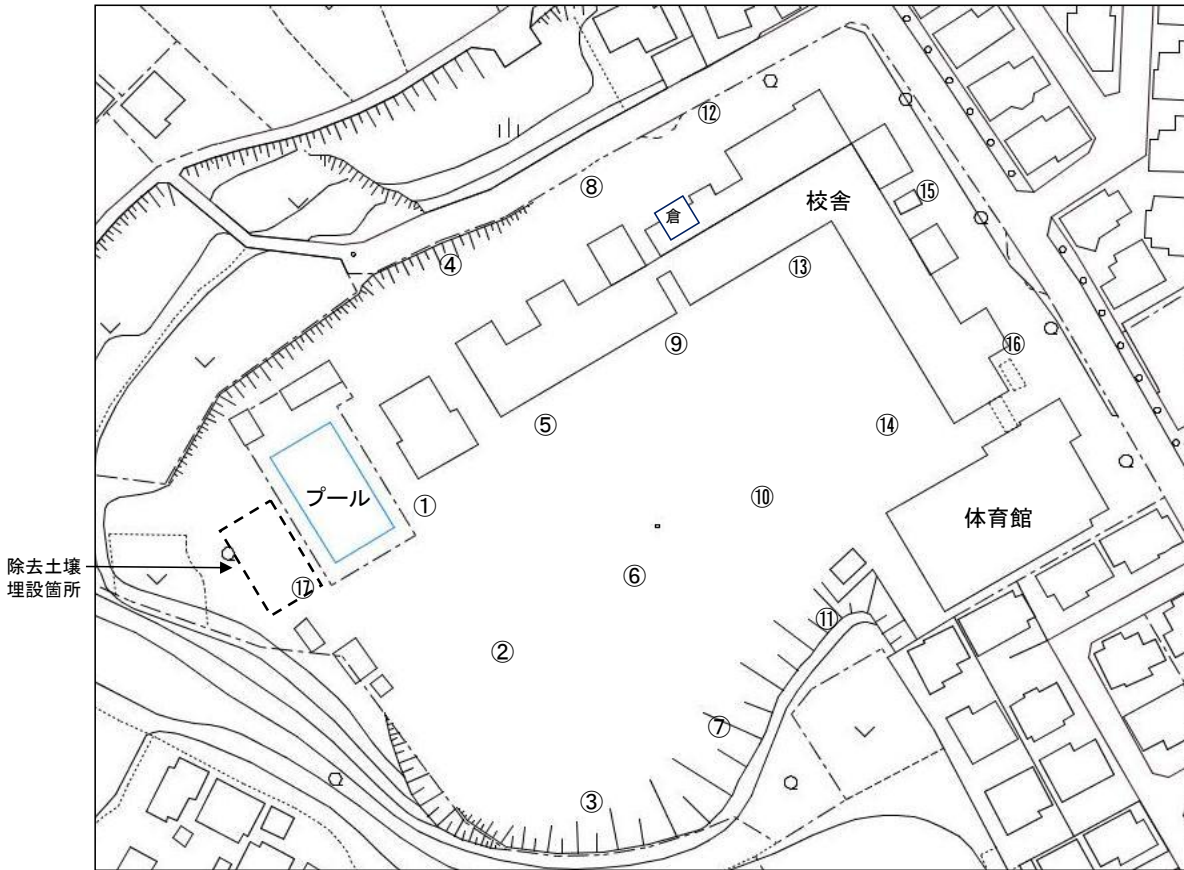 ⑫
⑧
⑮
校舎
倉
④
⑬
⑨
⑯
⑤
⑭
プール
①
⑩
体育館
除去土壌
埋設箇所
⑥
⑰
⑪
②
⑦
③